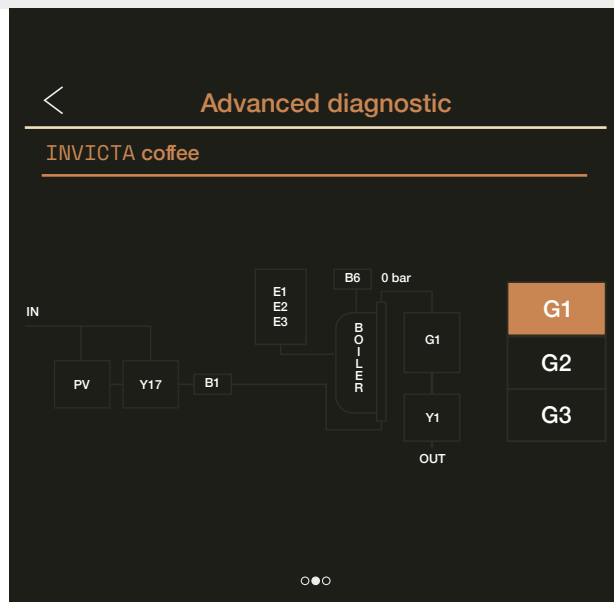 Advanced diagnostic
INVICTA coffee
B6 0 bar
E1
E2
E3
IN
G1
G1
BOILER
G2
PV
Y17
B1
Y1
G3
OUT